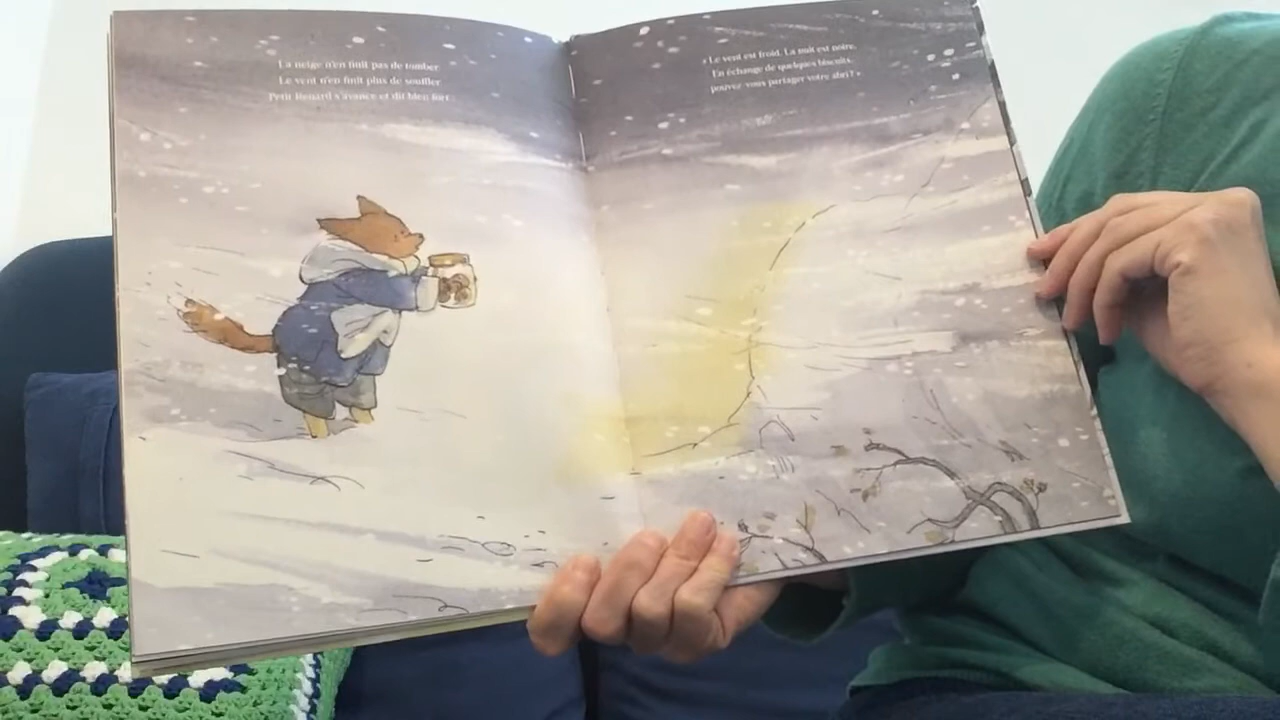 La neige n'en finit pas de tomber
Le vent n'en finit plus de souffler
Petit Renard s'avance et dit bien fort :
« Le vent est froid. La nuit est noire.
En échange de quelques biscuits,
pouvez-vous partager votre abri ? »